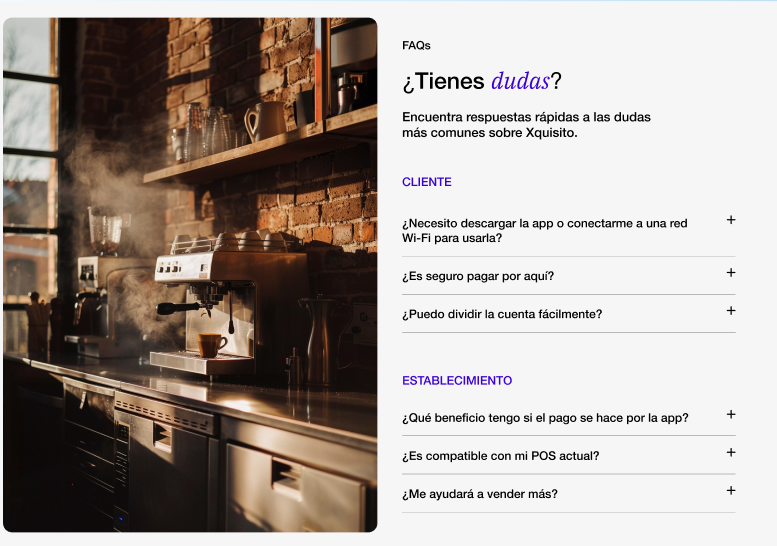 FAQs
¿Tienes dudas?
Encuentra respuestas rápidas a las dudas
más comunes sobre Xquisito.
CLIENTE
¿Necesito descargar la app o conectarme a una red
Wi-Fi para usarla?
¿Es seguro pagar por aquí?
¿Puedo dividir la cuenta fácilmente?
ESTABLECIMIENTO
¿Qué beneficio tengo si el pago se hace por la app?
¿Es compatible con mi POS actual?
¿Me ayudará a vender más?